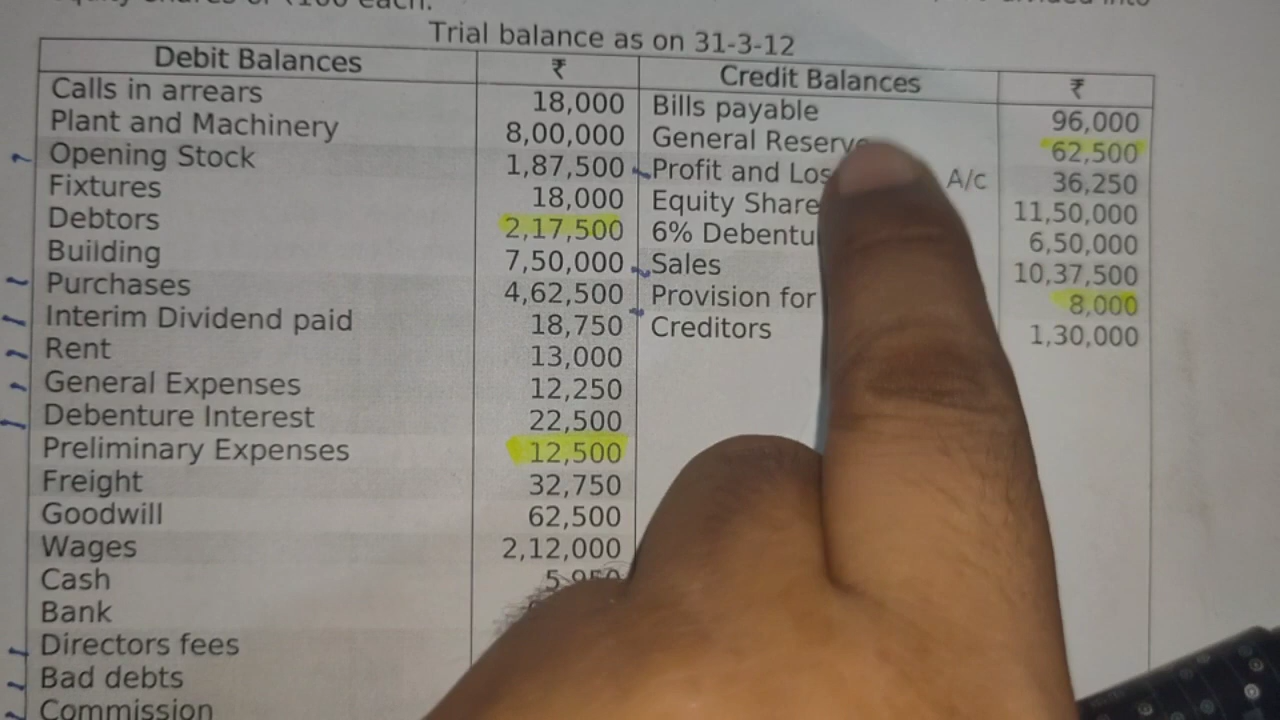 Trial balance as on 31-3-12
Debit Balances ₹ Credit Balances ₹
Calls in arrears 18,000 Bills payable 96,000
Plant and Machinery 8,00,000 General Reserve 62,500
Opening Stock 1,87,500 Profit and A/c 36,250
Fixtures 18,000 Equity Share 11,50,000
Debtors 2,17,500 6% 6,50,000
Building 7,50,000 Sales 10,37,500
Purchases 4,62,500 Provision for 8,000
Interim Dividend paid 18,750 Creditors 1,30,000
Rent 13,000
General Expenses 12,250
Debenture Interest 22,500
Preliminary Expenses 12,500
Freight 32,750
Goodwill 62,500
Wages 2,12,000
Cash
Bank
Directors fees
Bad debts
Commission